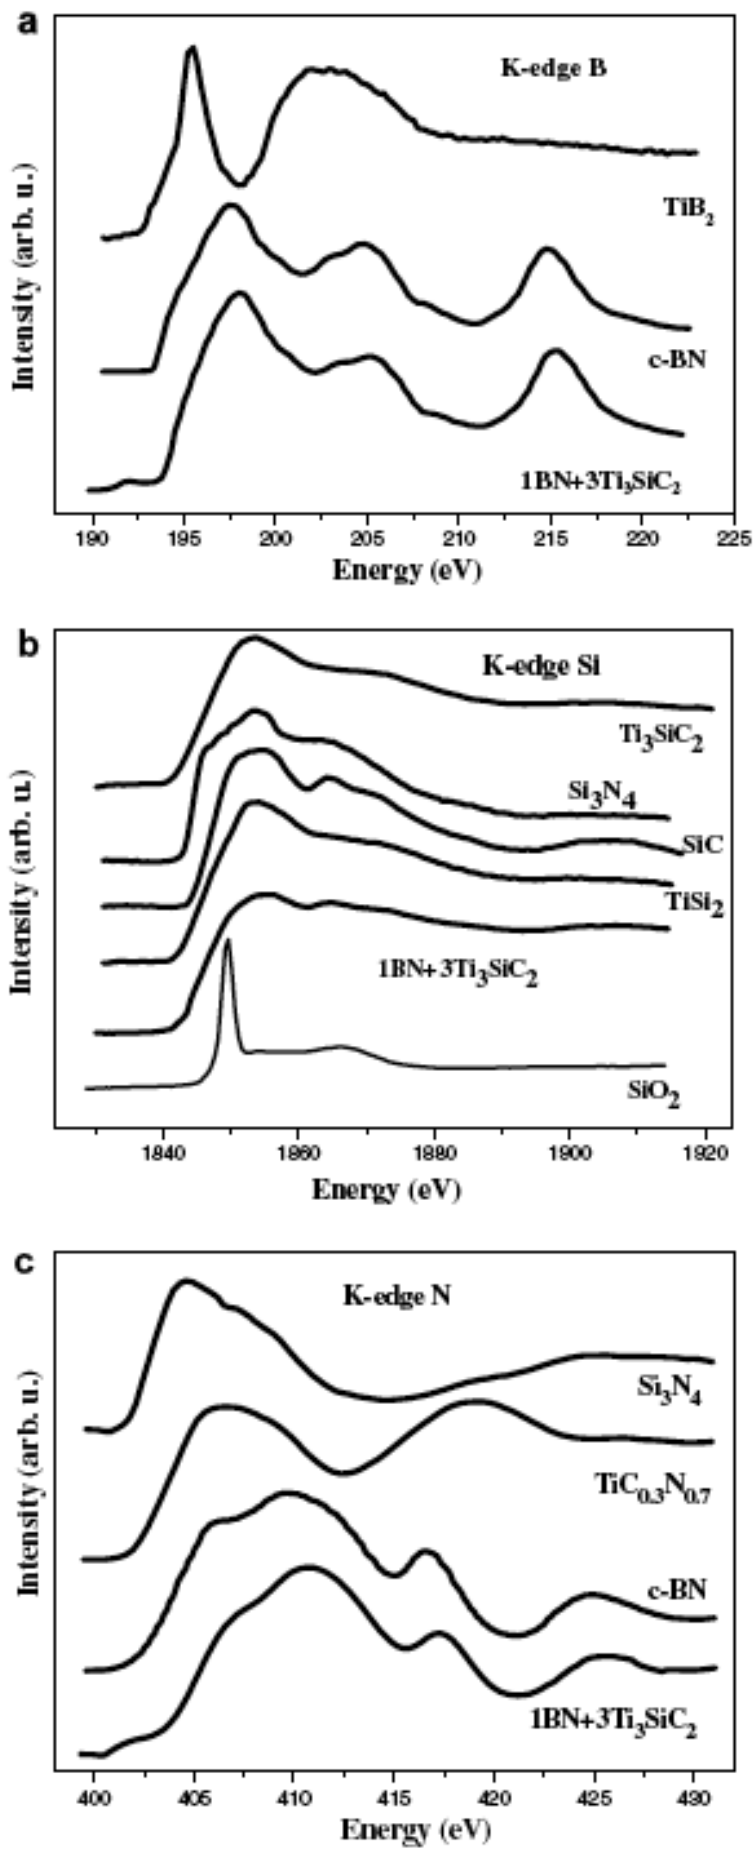 a
K-edge B
TiB2
c-BN
1BN+3Ti3SiC2
Intensity (arb. u.)
190 195 200 205 210 215 220 225
Energy (eV)
b
K-edge Si
Ti3SiC2
Si3N4
SiC
TiSi2
1BN+3Ti3SiC2
SiO2
Intensity (arb. u.)
1840 1860 1880 1900 1920
Energy (eV)
c
K-edge N
Si3N4
TiC0.3N0.7
c-BN
1BN+3Ti3SiC2
Intensity (arb. u.)
400 405 410 415 420 425 430
Energy (eV)